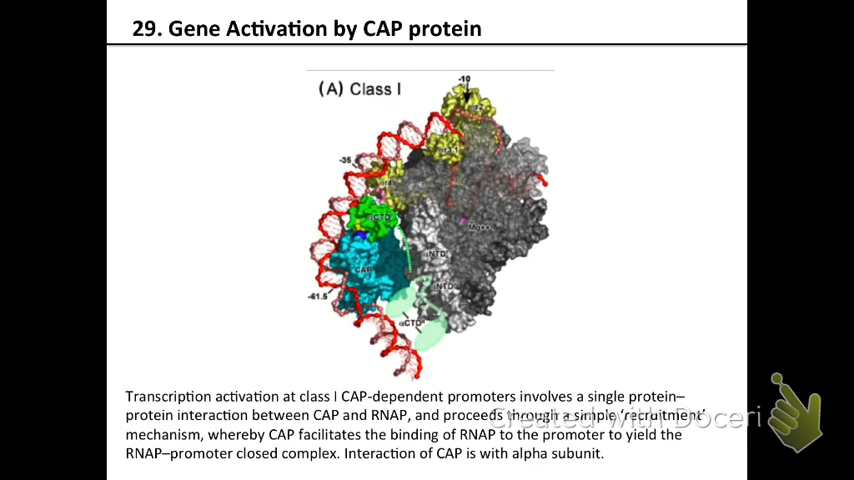 29. Gene Activation by CAP protein
(A) Class I
-10
σR2
-35
αCTD
Mg++
αNTD
CAP
αNTD
-61.5
αCTD
Transcription activation at class I CAP-dependent promoters involves a single protein–
protein interaction between CAP and RNAP, and proceeds through a simple ‘recruitment’
mechanism, whereby CAP facilitates the binding of RNAP to the promoter to yield the
RNAP–promoter closed complex. Interaction of CAP is with alpha subunit.
Created with Doceri